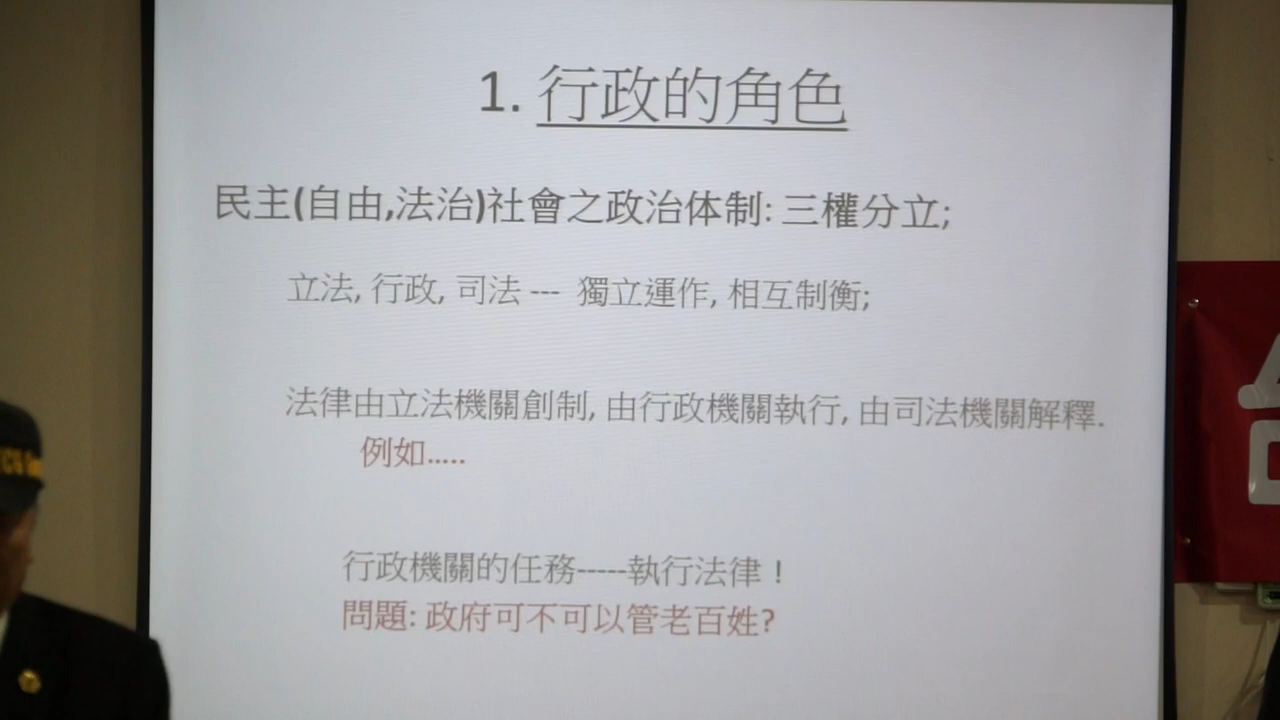 1. 行政的角色
民主(自由,法治)社會之政治体制: 三權分立;
立法, 行政, 司法 --- 獨立運作, 相互制衡;
法律由立法機關創制, 由行政機關執行, 由司法機關解釋.
例如.....
行政機關的任務-----執行法律！
問題: 政府可不可以管老百姓?